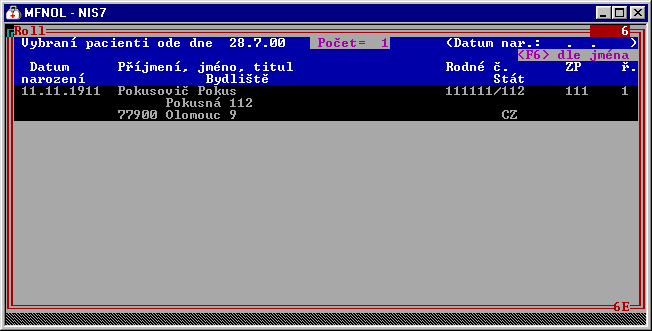 MFNOL - NIS7
Roll 6
Vybraní pacienti ode dne 28.7.00 Počet= 1 (Datum nar.: . . )
<F6> dle jména
Datum Příjmení, jméno, titul Rodné č. ZP ř.
narození Bydliště Stát
11.11.1911 Pokusovič Pokus 111111/112 111 1
Pokusná 112
77900 Olomouc 9 CZ
6E